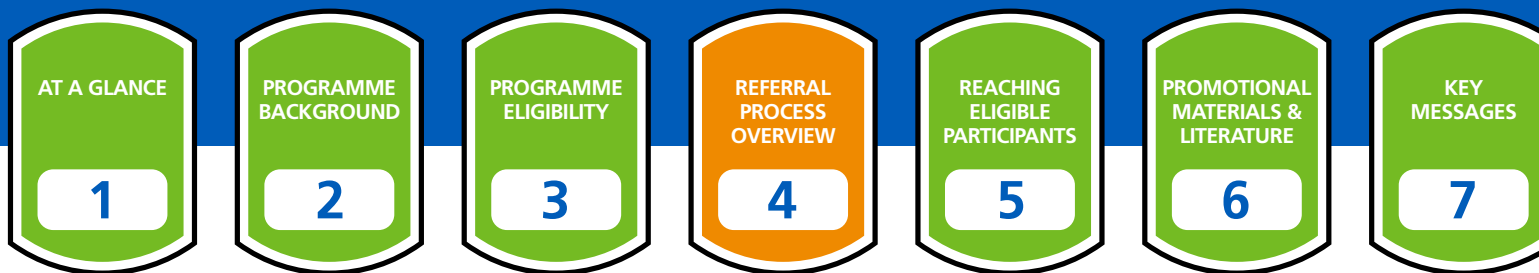 AT A GLANCE
1
PROGRAMME
BACKGROUND
2
PROGRAMME
ELIGIBILITY
3
REFERRAL
PROCESS
OVERVIEW
4
REACHING
ELIGIBLE
PARTICIPANTS
5
PROMOTIONAL
MATERIALS &
LITERATURE
6
KEY
MESSAGES
7